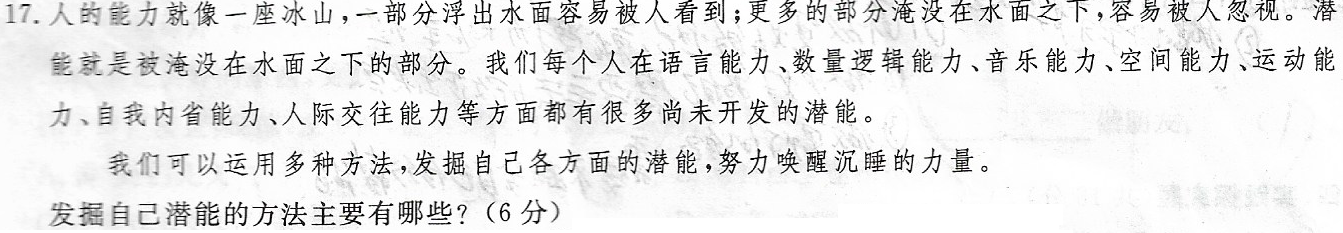 17.人的能力就像一座冰山,一部分浮出水面容易被人看到;更多的部分淹没在水面之下,容易被人忽视。潜
能就是被淹没在水面之下的部分。我们每个人在语言能力、数量逻辑能力、音乐能力、空间能力、运动能
力、自我内省能力、人际交往能力等方面都有很多尚未开发的潜能。
我们可以运用多种方法,发掘自己各方面的潜能,努力唤醒沉睡的力量。
发掘自己潜能的方法主要有哪些?(6分)